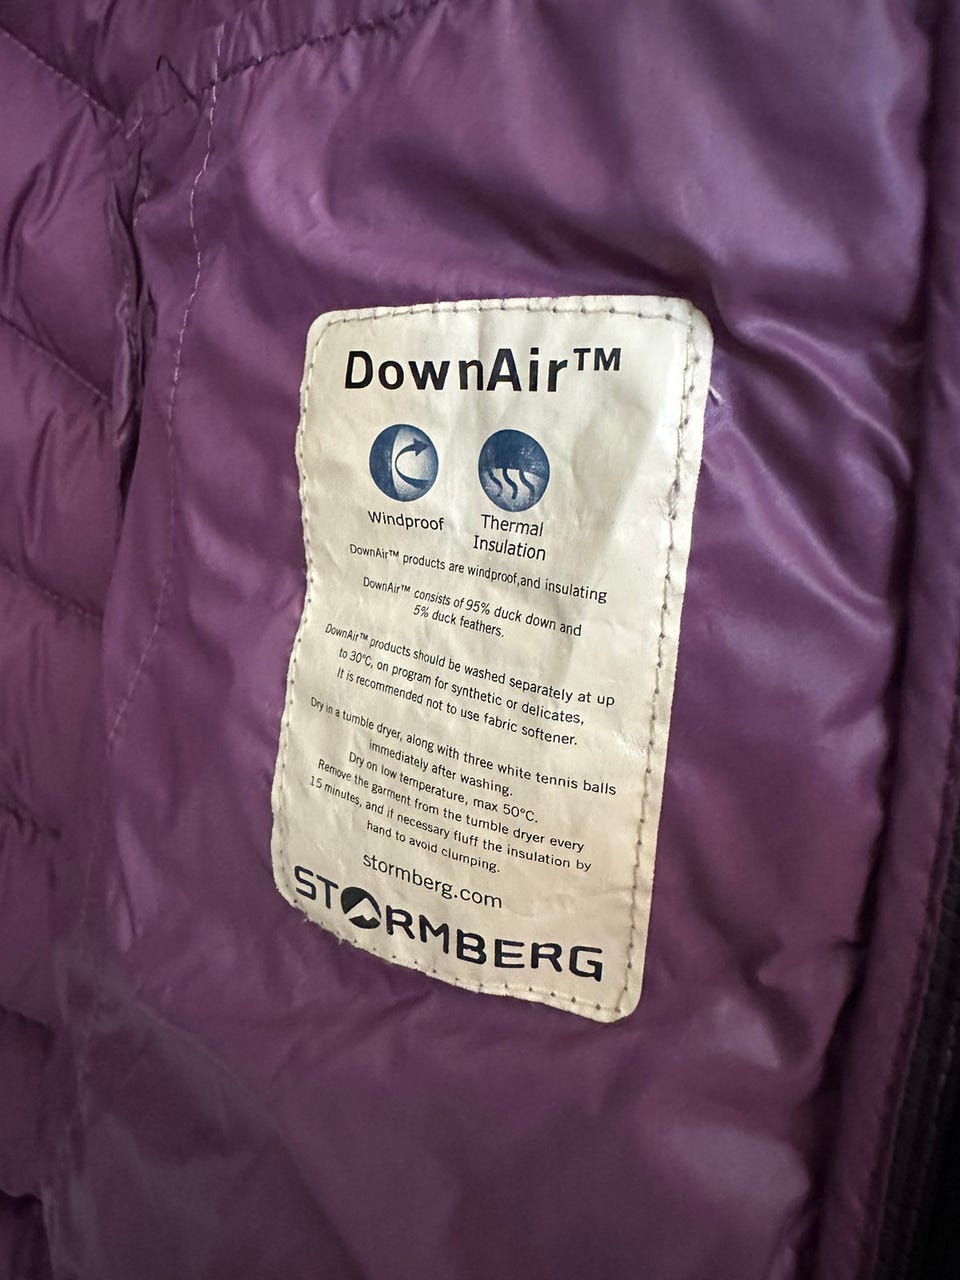 DownAir™
Windproof
Thermal
Insulation
DownAir™ products are windproof,and insulating
DownAir™ consists of 95% duck down and
5% duck feathers.
DownAir™ products should be washed separately at up
to 30°C, on program for synthetic or delicates,
It is recommended not to use fabric softener.
Dry in a tumble dryer, along with three white tennis balls
immediately after washing.
Dry on low temperature, max 50°C.
Remove the garment from the tumble dryer every
15 minutes, and if necessary fluff the insulation by
hand to avoid clumping.
stormberg.com
STORMBERG